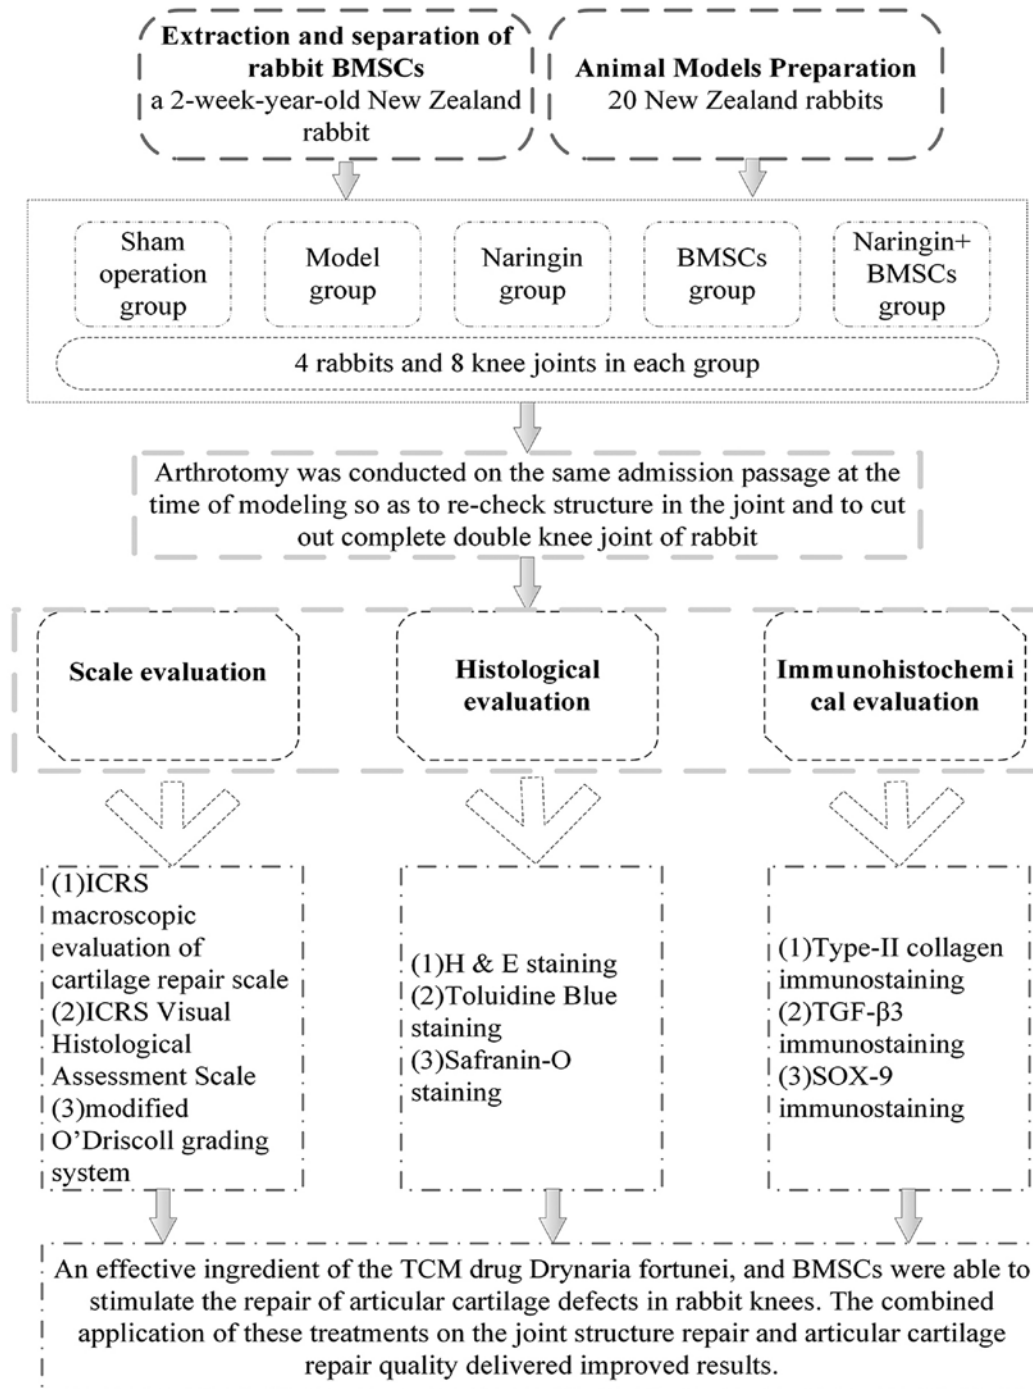 Extraction and separation of
rabbit BMSCs
a 2-week-year-old New Zealand
rabbit
Animal Models Preparation
20 New Zealand rabbits
Sham
operation
group
Model
group
Naringin
group
BMSCs
group
Naringin+
BMSCs
group
4 rabbits and 8 knee joints in each group
Arthrotomy was conducted on the same admission passage at the
time of modeling so as to re-check structure in the joint and to cut
out complete double knee joint of rabbit
Scale evaluation
Histological
evaluation
Immunohistochemi
cal evaluation
(1)ICRS
macroscopic
evaluation of
cartilage repair scale
(2)ICRS Visual
Histological
Assessment Scale
(3)modified
O’Driscoll grading
system
(1)H & E staining
(2)Toluidine Blue
staining
(3)Safranin-O
staining
(1)Type-II collagen
immunostaining
(2)TGF-β3
immunostaining
(3)SOX-9
immunostaining
An effective ingredient of the TCM drug Drynaria fortunei, and BMSCs were able to
stimulate the repair of articular cartilage defects in rabbit knees. The combined
application of these treatments on the joint structure repair and articular cartilage
repair quality delivered improved results.